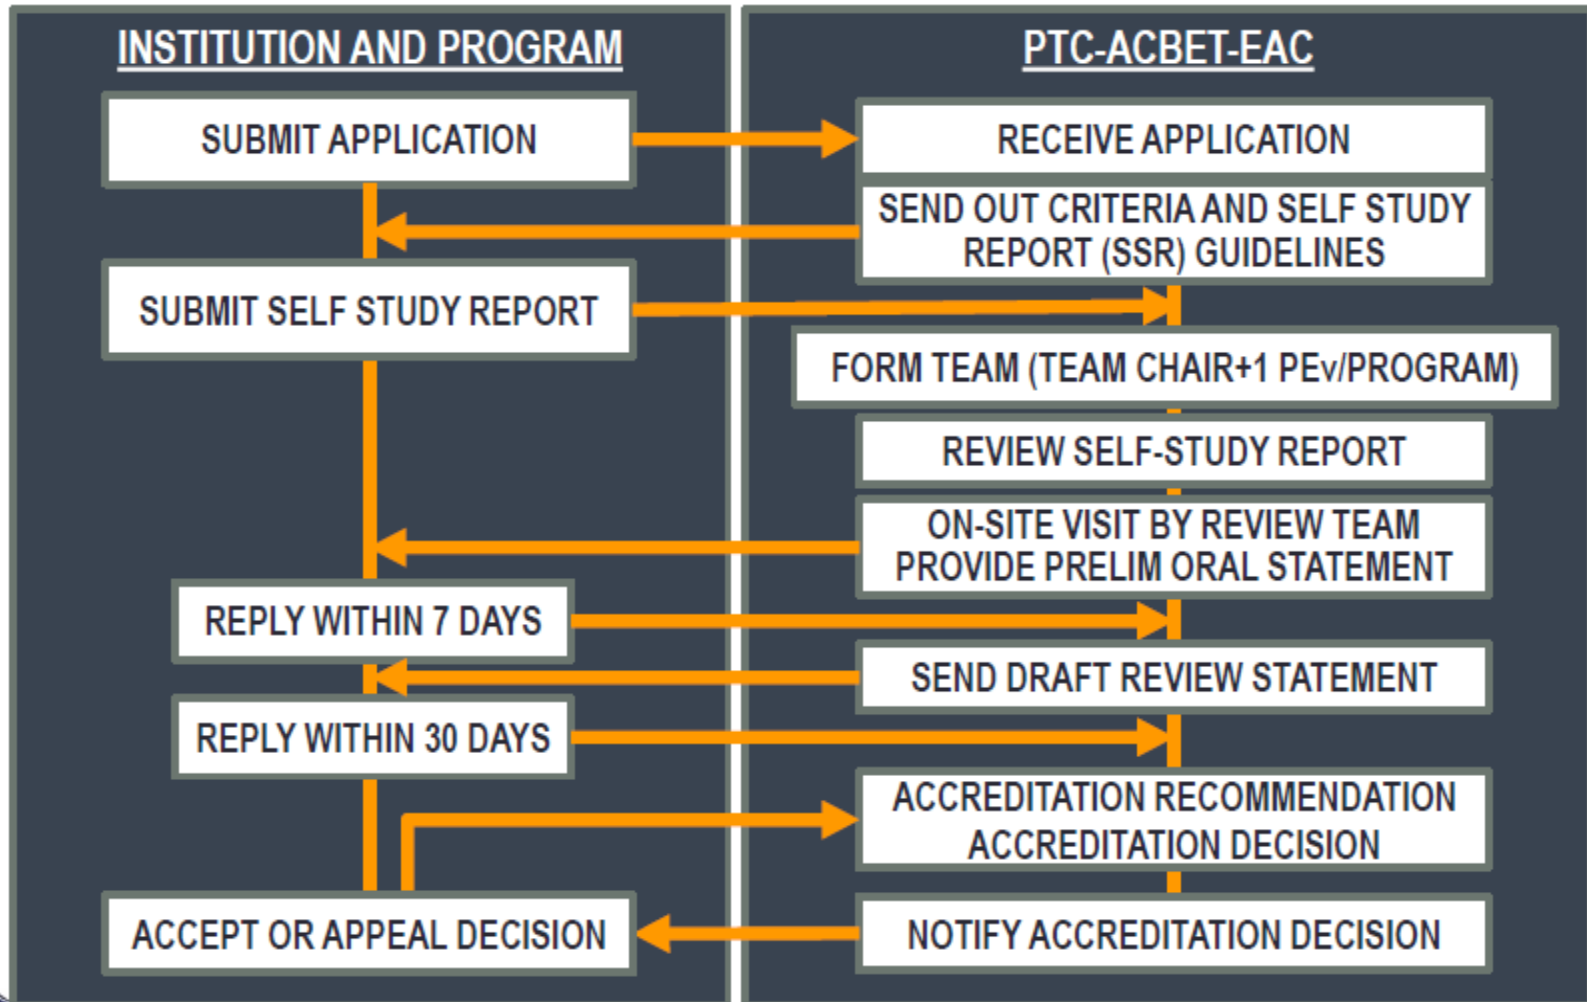 INSTITUTION AND PROGRAM
SUBMIT APPLICATION
SUBMIT SELF STUDY REPORT
REPLY WITHIN 7 DAYS
REPLY WITHIN 30 DAYS
ACCEPT OR APPEAL DECISION
PTC-ACBET-EAC
RECEIVE APPLICATION
SEND OUT CRITERIA AND SELF STUDY
REPORT (SSR) GUIDELINES
FORM TEAM (TEAM CHAIR+1 PEv/PROGRAM)
REVIEW SELF-STUDY REPORT
ON-SITE VISIT BY REVIEW TEAM
PROVIDE PRELIM ORAL STATEMENT
SEND DRAFT REVIEW STATEMENT
ACCREDITATION RECOMMENDATION
ACCREDITATION DECISION
NOTIFY ACCREDITATION DECISION